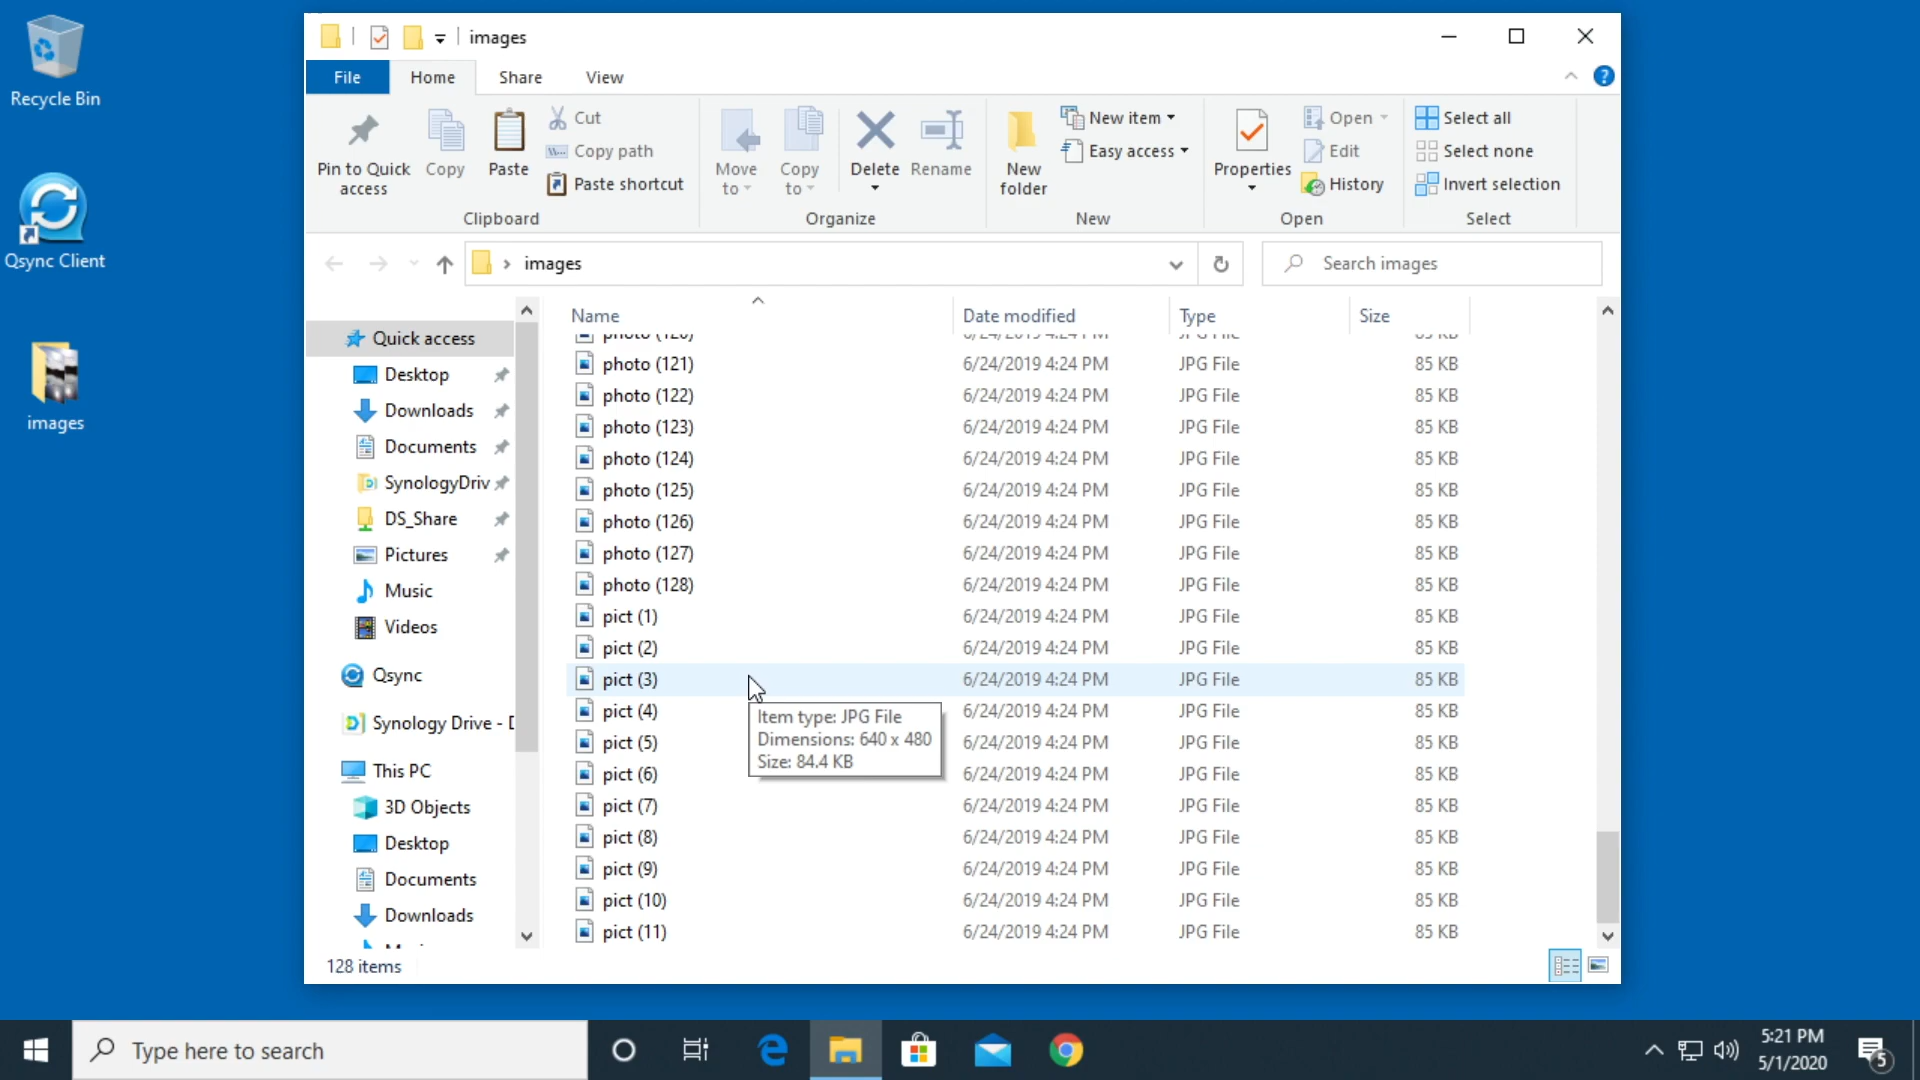 Recycle Bin
Qsync Client
images
images
File
Home
Share
View
Pin to Quick
access
Copy
Paste
Cut
Copy path
Paste shortcut
Clipboard
Move
to
Copy
to
Delete
Rename
Organize
New
folder
New item
Easy access
New
Properties
Open
Edit
History
Open
Select all
Select none
Invert selection
Select
images
Search images
Quick access
Desktop
Downloads
Documents
SynologyDriv
DS_Share
Pictures
Music
Videos
Qsync
Synology Drive - D
This PC
3D Objects
Desktop
Documents
Downloads
Name Date modified Type Size
photo (120) 6/24/2019 4:24 PM JPG File 85 KB
photo (121) 6/24/2019 4:24 PM JPG File 85 KB
photo (122) 6/24/2019 4:24 PM JPG File 85 KB
photo (123) 6/24/2019 4:24 PM JPG File 85 KB
photo (124) 6/24/2019 4:24 PM JPG File 85 KB
photo (125) 6/24/2019 4:24 PM JPG File 85 KB
photo (126) 6/24/2019 4:24 PM JPG File 85 KB
photo (127) 6/24/2019 4:24 PM JPG File 85 KB
photo (128) 6/24/2019 4:24 PM JPG File 85 KB
pict (1) 6/24/2019 4:24 PM JPG File 85 KB
pict (2) 6/24/2019 4:24 PM JPG File 85 KB
pict (3) 6/24/2019 4:24 PM JPG File 85 KB
pict (4) 6/24/2019 4:24 PM JPG File 85 KB
pict (5) 6/24/2019 4:24 PM JPG File 85 KB
pict (6) 6/24/2019 4:24 PM JPG File 85 KB
pict (7) 6/24/2019 4:24 PM JPG File 85 KB
pict (8) 6/24/2019 4:24 PM JPG File 85 KB
pict (9) 6/24/2019 4:24 PM JPG File 85 KB
pict (10) 6/24/2019 4:24 PM JPG File 85 KB
pict (11) 6/24/2019 4:24 PM JPG File 85 KB
Item type: JPG File
Dimensions: 640 x 480
Size: 84.4 KB
128 items
Type here to search
5:21 PM
5/1/2020
5